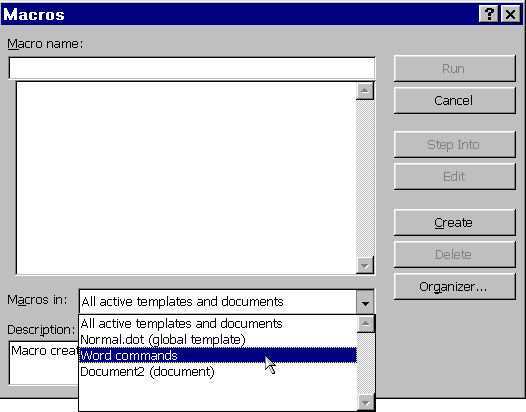 Macros
Macro name:
Run
Cancel
Step Into
Edit
Create
Delete
Organizer...
Macros in:
All active templates and documents
All active templates and documents
Normal.dot (global template)
Word commands
Document2 (document)
Description:
Macro creat